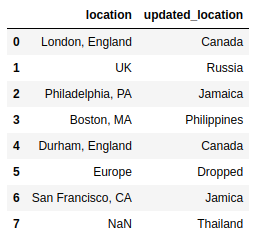 location updated_location
0 London, England Canada
1 UK Russia
2 Philadelphia, PA Jamaica
3 Boston, MA Philippines
4 Durham, England Canada
5 Europe Dropped
6 San Francisco, CA Jamica
7 NaN Thailand